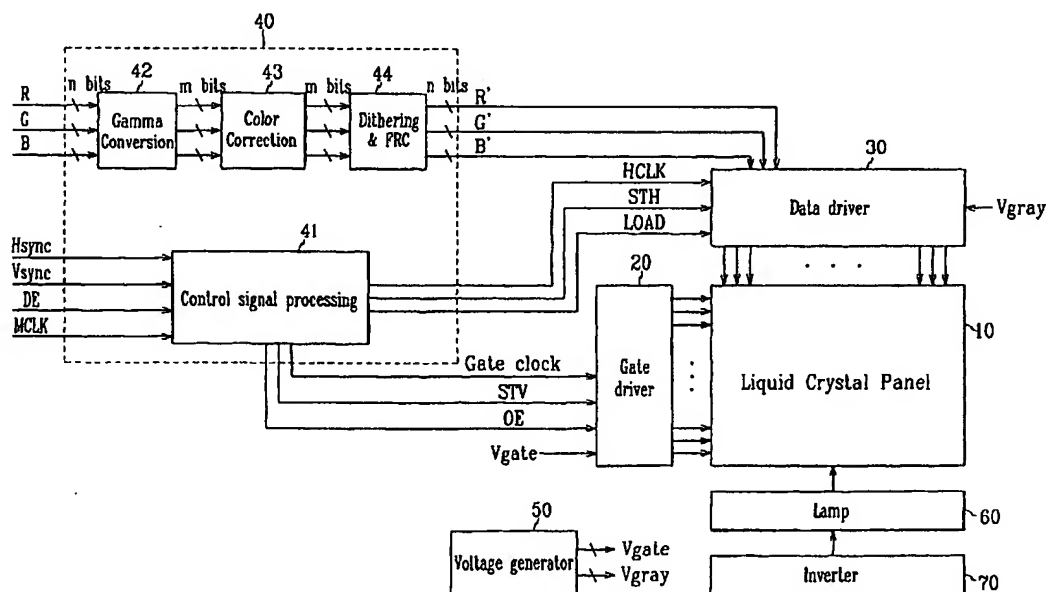 40
n bits 42 m bits 43 m bits 44 n bits
R G B
Gamma
Conversion
Color
Correction
Dithering
& FRC
R'
G'
B'
30
HCLK
STH
LOAD
Data driver
Vgray
Hsync
Vsync
DE
MCLK
41
Control signal processing
20
Gate
driver
10
Liquid Crystal Panel
Gate clock
STV
OE
Vgate
50
Voltage generator
Vgate
Vgray
Lamp
60
Inverter
70